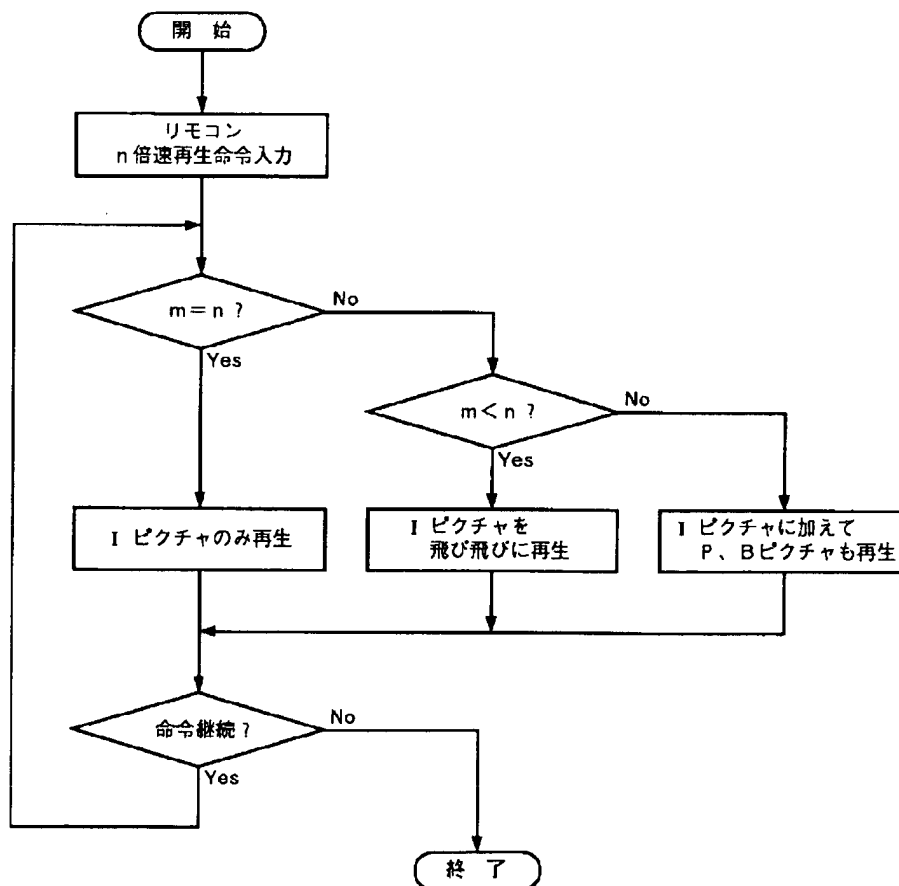 開 始
リモコン
n倍速再生命令入力
m=n ?
No
Yes
m<n ?
No
Yes
I ピクチャのみ再生
I ピクチャを
飛び飛びに再生
I ピクチャに加えて
P、Bピクチャも再生
命令継続?
No
Yes
終 了